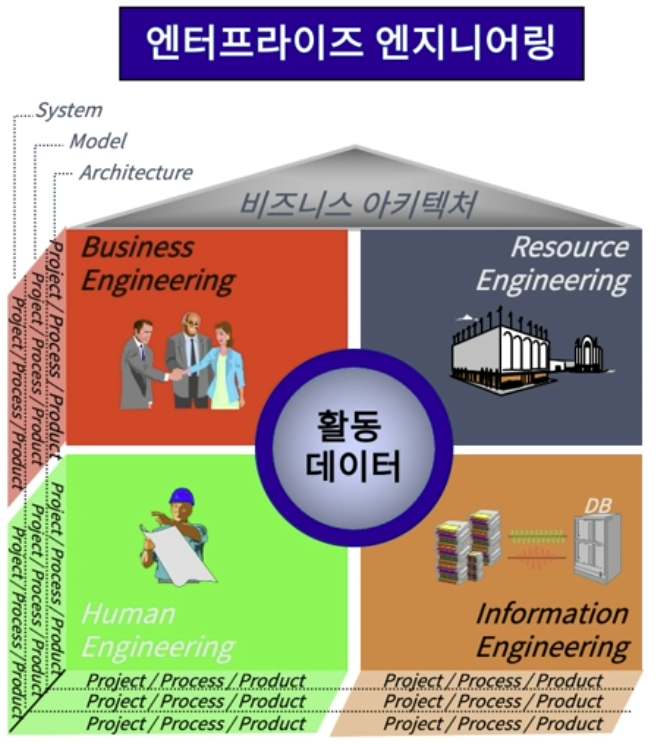 엔터프라이즈 엔지니어링
System
Model
Architecture
비즈니스 아키텍처
Business
Engineering
Resource
Engineering
활동
데이터
DB
Human
Engineering
Information
Engineering
Project / Process / Product
Project / Process / Product
Project / Process / Product
Project / Process / Product
Project / Process / Product
Project / Process / Product
Project / Process / Product
Project / Process / Product
Project / Process / Product
Project / Process / Product
Project / Process / Product
Project / Process / Product